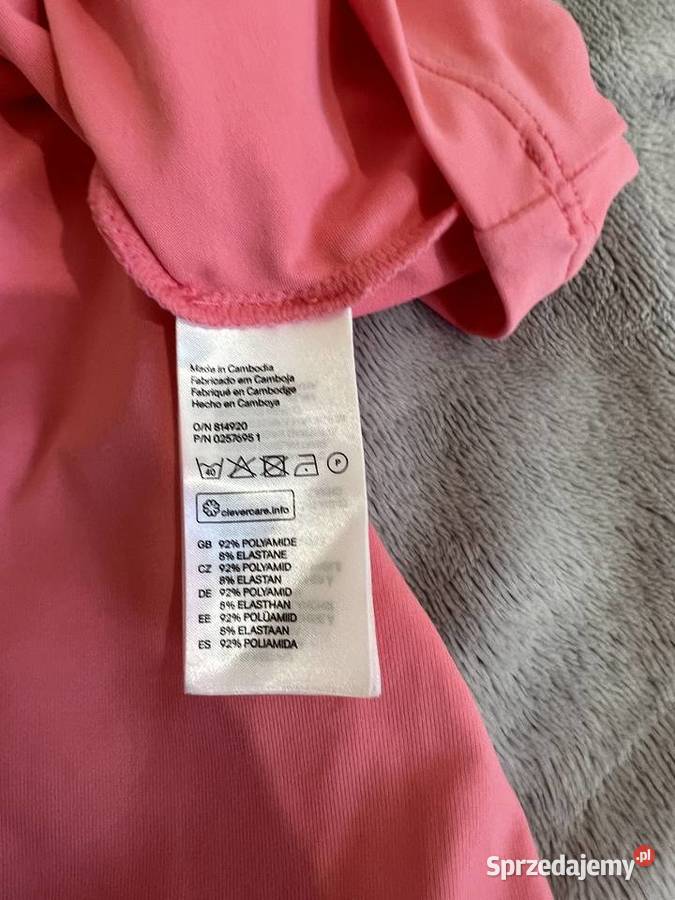 Made in Cambodia
Fabricado em Camboja
Fabriqué en Cambodge
Hecho en Camboya
O/N 814920
P/N 0257695 1
40 P
clevercare.info
GB 92% POLYAMIDE
8% ELASTANE
CZ 92% POLYAMID
8% ELASTAN
DE 92% POLYAMID
8% ELASTHAN
EE 92% POLÜAMIID
8% ELASTAAN
ES 92% POLIAMIDA
Sprzedajemy.pl